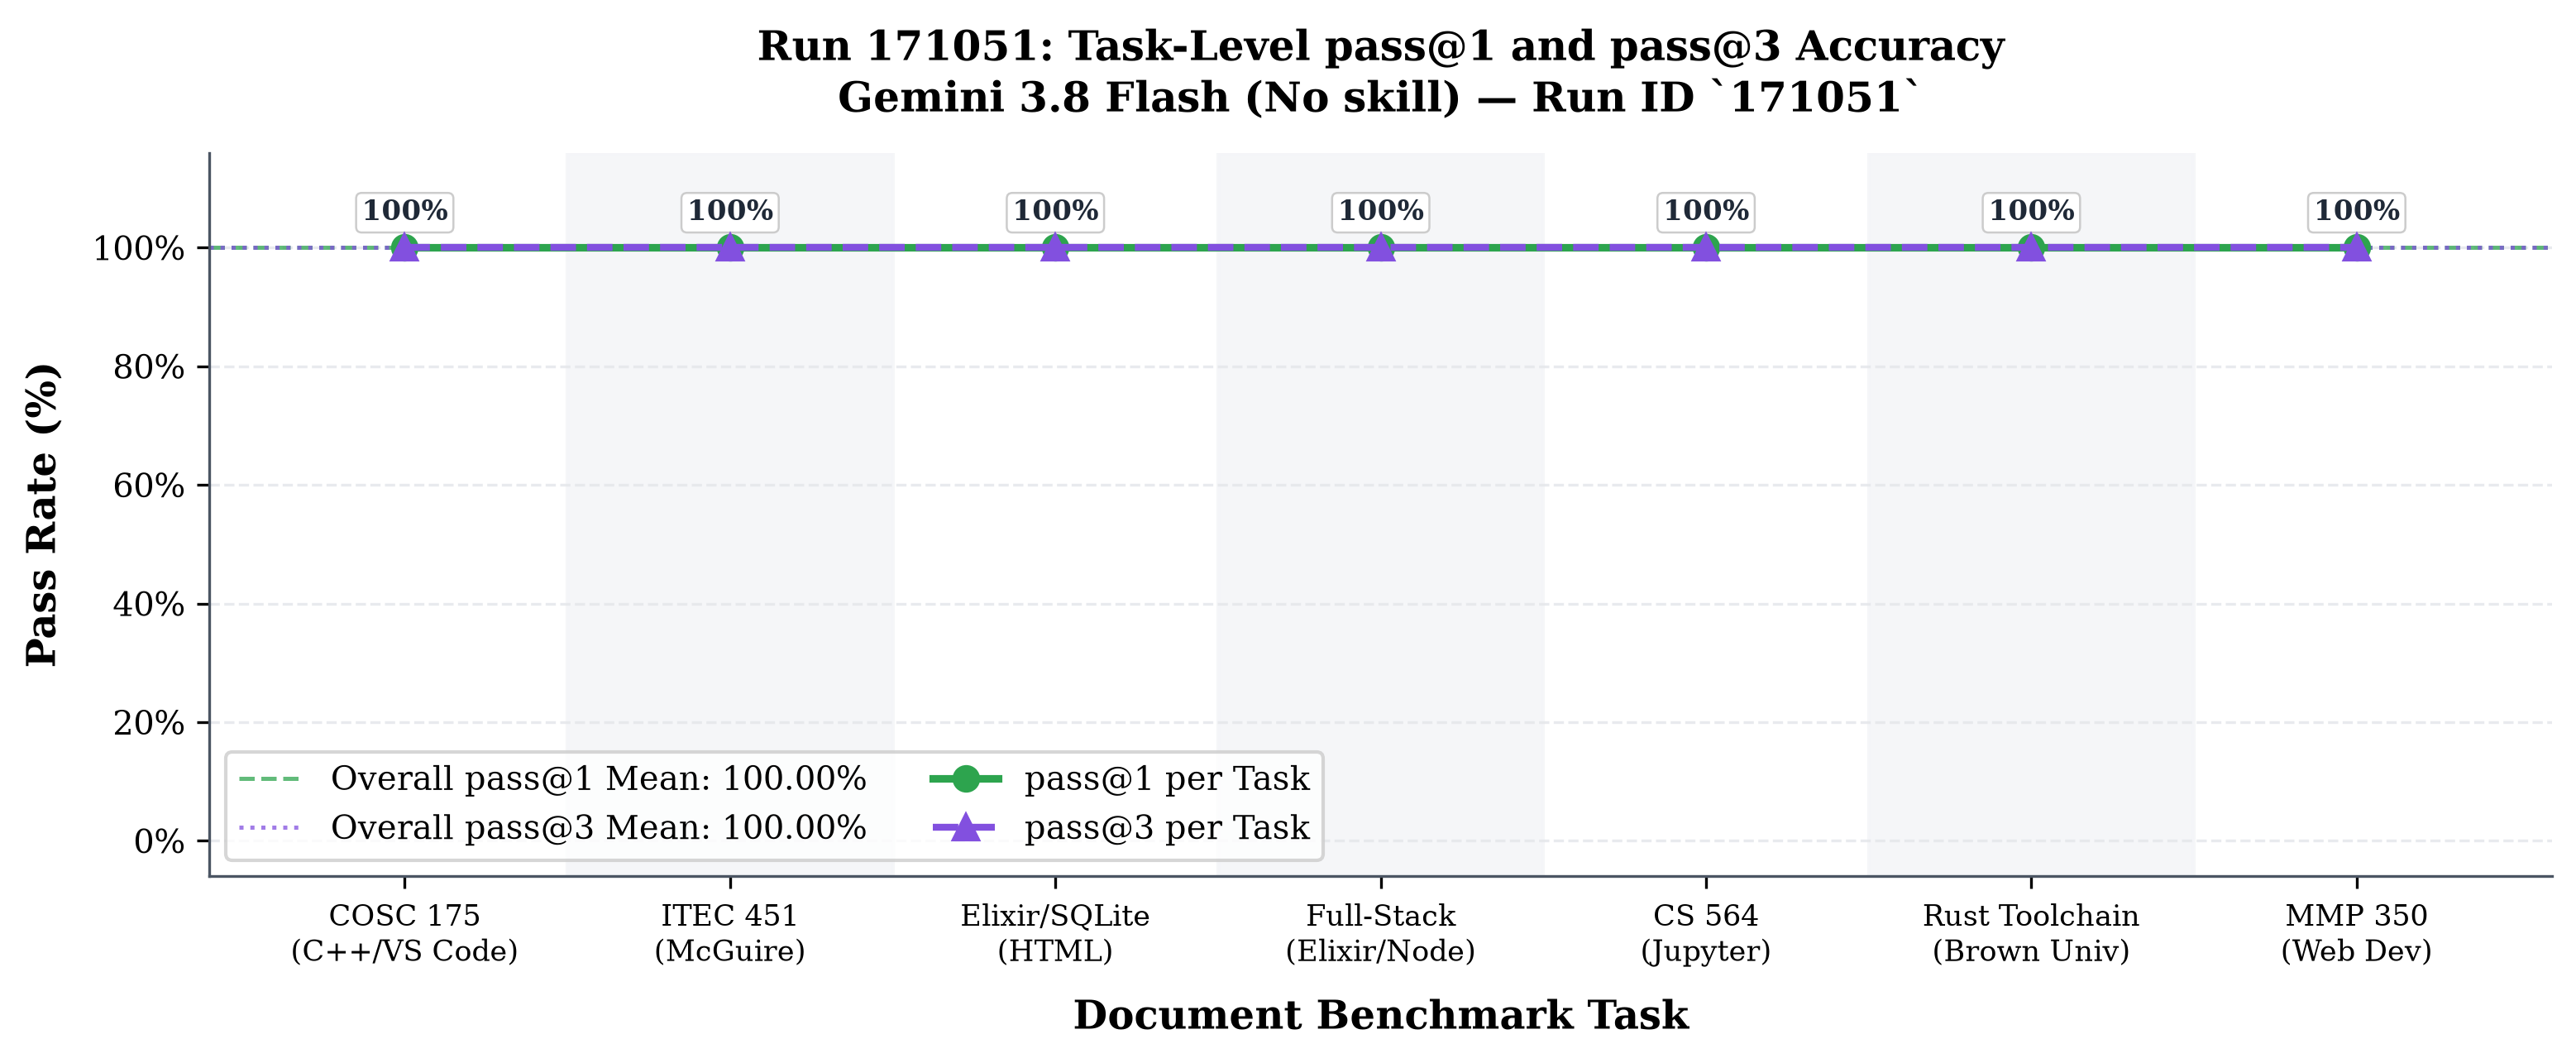 Run 171051: Task-Level pass@1 and pass@3 Accuracy
Gemini 3.8 Flash (No skill) — Run ID `171051`
100% 100% 100% 100% 100% 100% 100%
Pass Rate (%)
100%
80%
60%
40%
20%
0%
Overall pass@1 Mean: 100.00%
Overall pass@3 Mean: 100.00%
pass@1 per Task
pass@3 per Task
COSC 175
(C++/VS Code)
ITEC 451
(McGuire)
Elixir/SQLite
(HTML)
Full-Stack
(Elixir/Node)
CS 564
(Jupyter)
Rust Toolchain
(Brown Univ)
MMP 350
(Web Dev)
Document Benchmark Task